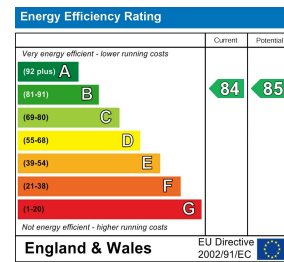 Energy Efficiency Rating
Current Potential
Very energy efficient - lower running costs
(92 plus) A
(81-91) B 84 85
(69-80) C
(55-68) D
(39-54) E
(21-38) F
(1-20) G
Not energy efficient - higher running costs
England & Wales EU Directive
2002/91/EC